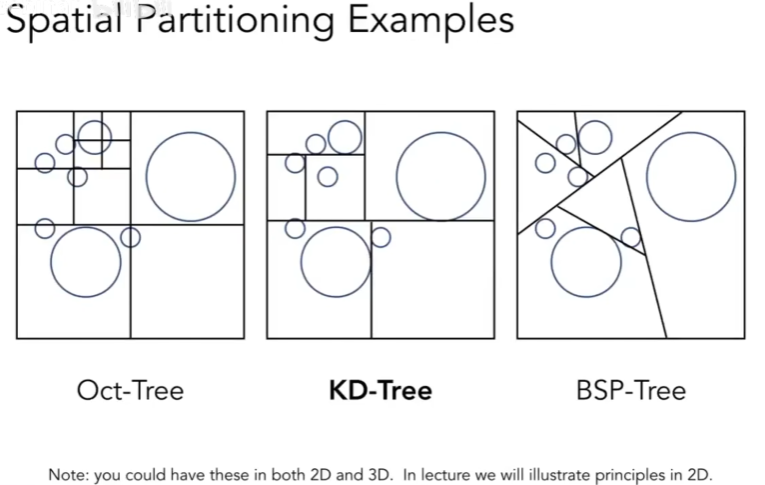 Spatial Partitioning Examples
Oct-Tree
KD-Tree
BSP-Tree
Note: you could have these in both 2D and 3D. In lecture we will illustrate principles in 2D.